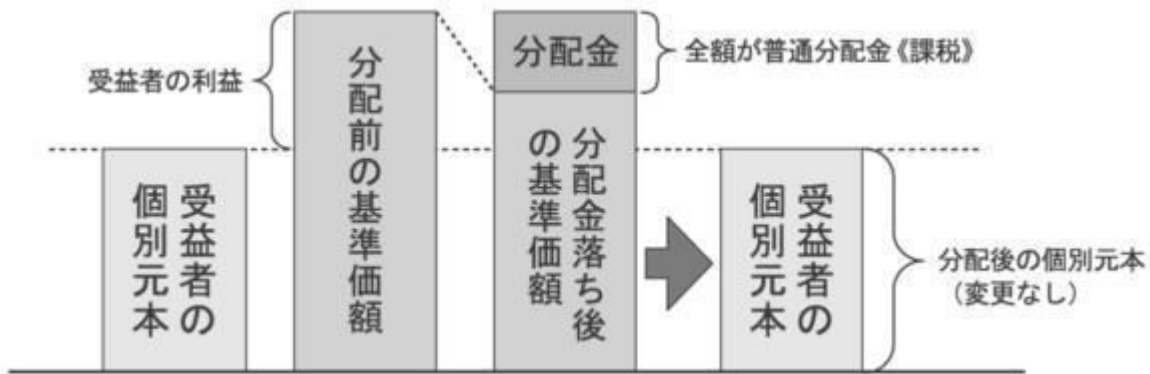 受益者の利益
受益者の
個別元本
分配前の基準価額
分配金
全額が普通分配金《課税》
分配金落ち後
の基準価額
受益者の
個別元本
分配後の個別元本
（変更なし）